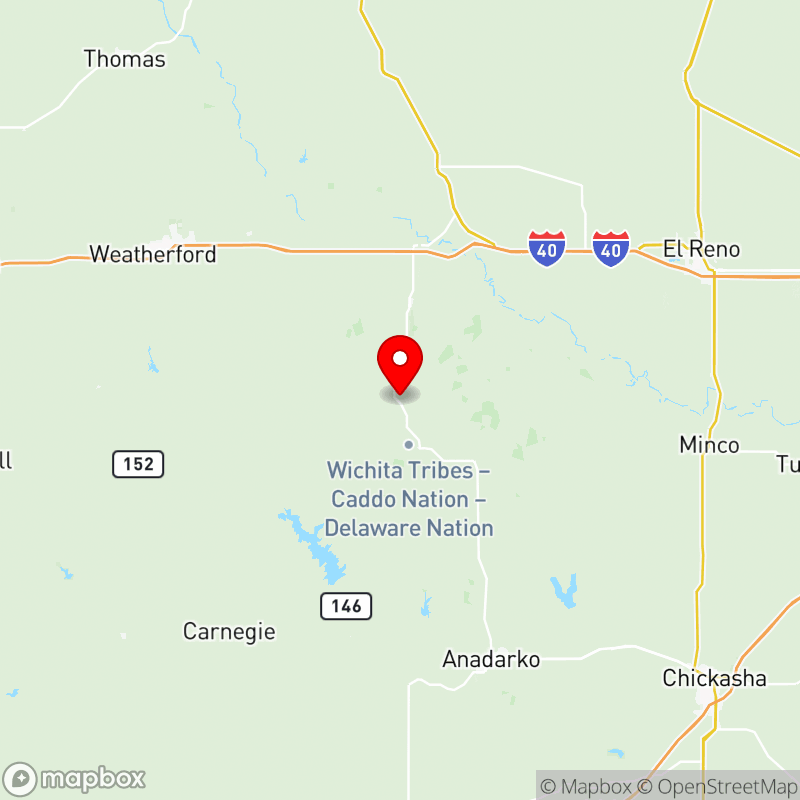 Thomas
Weatherford
40
40
El Reno
ll
152
Minco
Tu
Wichita Tribes –
Caddo Nation –
Delaware Nation
146
Carnegie
Anadarko
Chickasha
mapbox
© Mapbox © OpenStreetMap